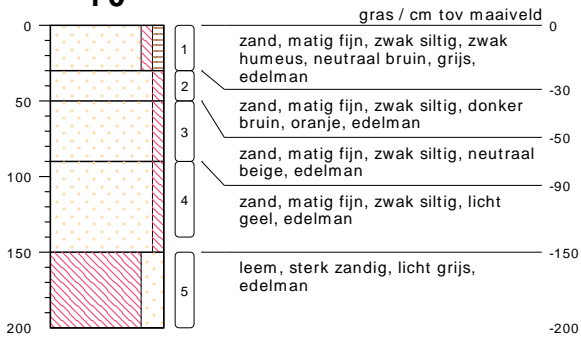 gras / cm tov maaiveld
0
0
1
zand, matig fijn, zwak siltig, zwak
humeus, neutraal bruin, grijs,
edelman
-30
2
50
zand, matig fijn, zwak siltig, donker
bruin, oranje, edelman
-50
3
zand, matig fijn, zwak siltig, neutraal
beige, edelman
-90
100
4
zand, matig fijn, zwak siltig, licht
geel, edelman
150
-150
5
leem, sterk zandig, licht grijs,
edelman
200
-200